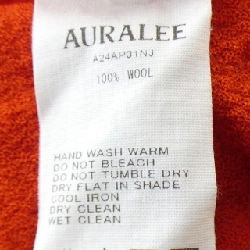 AURALEE
A24AP01NJ
100% WOOL
HAND WASH WARM
DO NOT BLEACH
DO NOT TUMBLE DRY
DRY FLAT IN SHADE
COOL IRON
DRY CLEAN
WET CLEAN